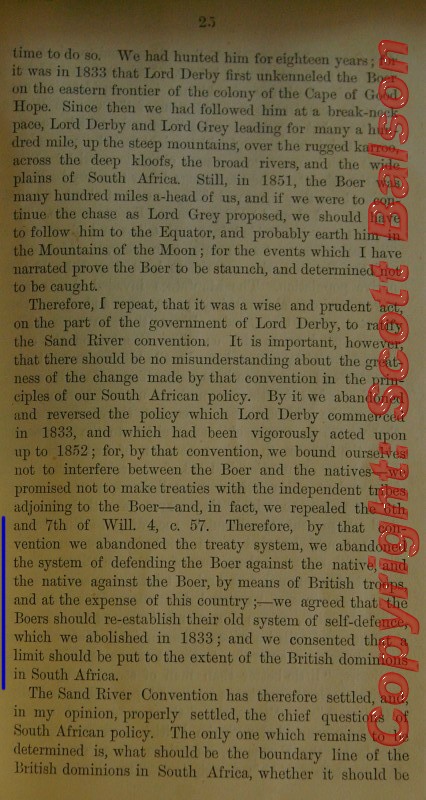 25
time to do so. We had hunted him for eighteen years; for
it was in 1833 that Lord Derby first unkenneled the Boer
on the eastern frontier of the colony of the Cape of Good
Hope. Since then we had followed him at a break-neck
pace, Lord Derby and Lord Grey leading for many a hun-
dred mile, up the steep mountains, over the rugged karroo,
across the deep kloofs, the broad rivers, and the wide
plains of South Africa. Still, in 1851, the Boer was
many hundred miles a-head of us, and if we were to con-
tinue the chase as Lord Grey proposed, we should have
to follow him to the Equator, and probably earth him in
the Mountains of the Moon; for the events which I have
narrated prove the Boer to be staunch, and determined not
to be caught.
Therefore, I repeat, that it was a wise and prudent act,
on the part of the government of Lord Derby, to ratify
the Sand River convention. It is important, however,
that there should be no misunderstanding about the great-
ness of the change made by that convention in the prin-
ciples of our South African policy. By it we abandoned
and reversed the policy which Lord Derby commenced
in 1833, and which had been vigorously acted upon
up to 1852; for, by that convention, we bound ourselves
not to interfere between the Boer and the natives—we
promised not to make treaties with the independent tribes
adjoining to the Boer—and, in fact, we repealed the 6th
and 7th of Will. 4, c. 57. Therefore, by that con-
vention we abandoned the treaty system, we abandoned
the system of defending the Boer against the native, and
the native against the Boer, by means of British troops,
and at the expense of this country;—we agreed that the
Boers should re-establish their old system of self-defence,
which we abolished in 1833; and we consented that a
limit should be put to the extent of the British dominions
in South Africa.
The Sand River Convention has therefore settled, and,
in my opinion, properly settled, the chief questions of
South African policy. The only one which remains to be
determined is, what should be the boundary line of the
British dominions in South Africa, whether it should be
Copyright: Scott Balson